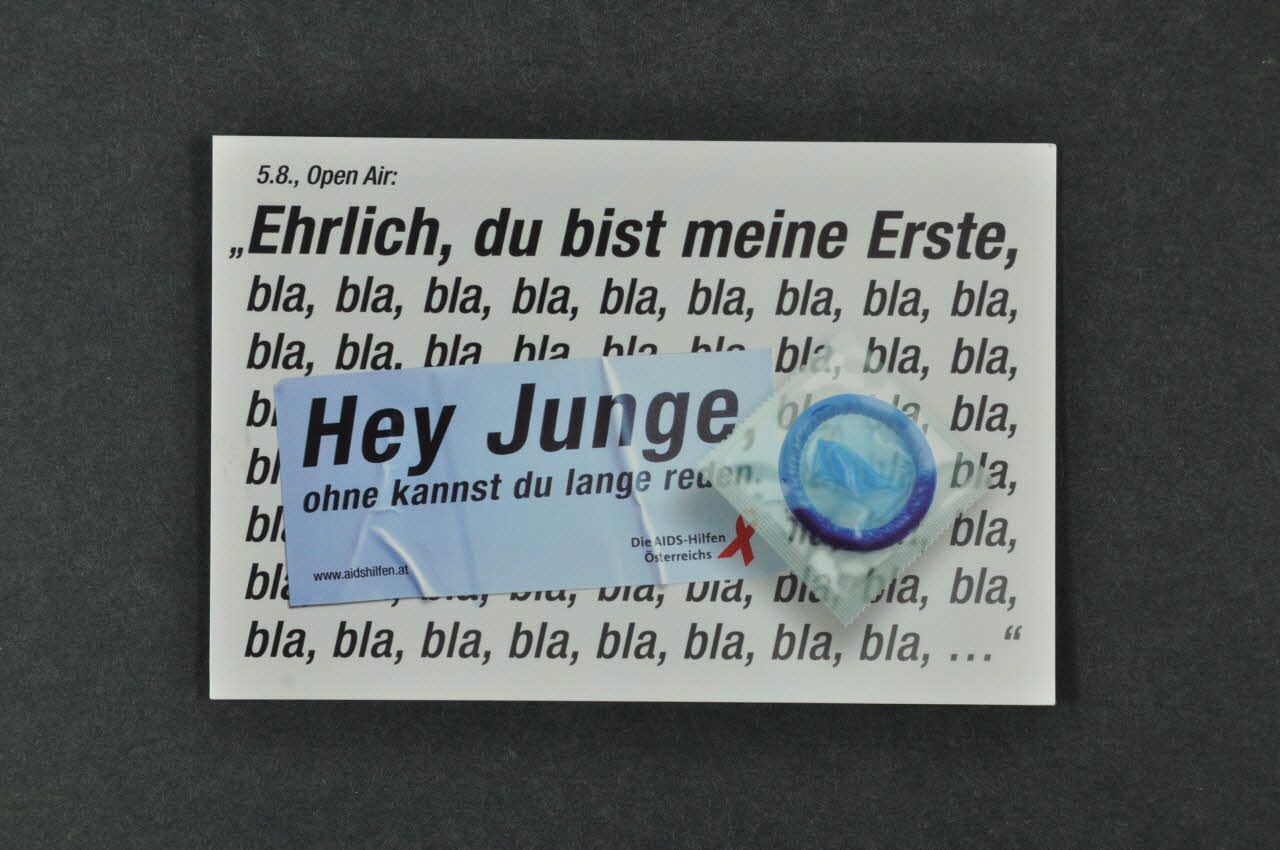 5.8., Open Air:
„Ehrlich, du bist meine Erste,
bla, bla, bla, bla, bla, bla, bla, bla, bla,
bla, bla, bla, bla, bla, bla, bla, bla, bla,
bla, bla, bla,
bla,
bla,
bla, bla, bla, bla, bla, bla, bla, bla, bla,
bla, bla, bla, bla, bla, bla, bla, bla, …“
Hey Junge,
ohne kannst du lange reden.
Die AIDS-Hilfen
Österreichs
www.aidshilfen.at